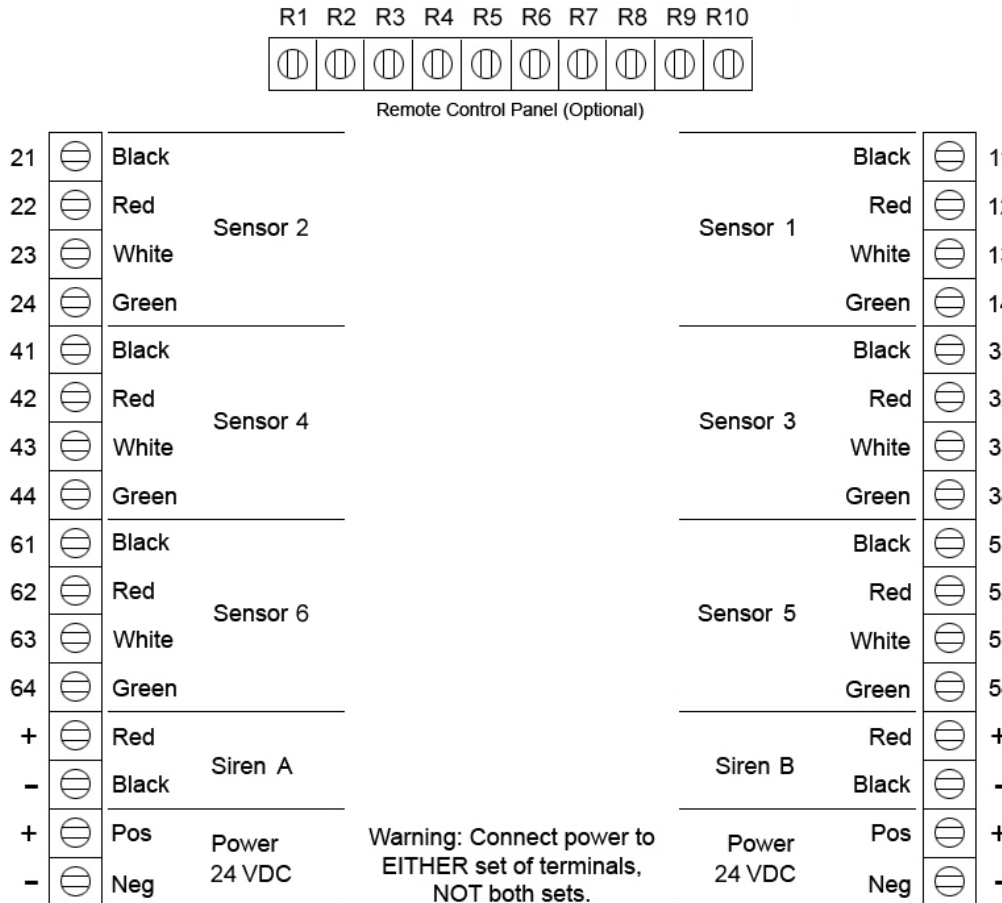 R1 R2 R3 R4 R5 R6 R7 R8 R9 R10
Remote Control Panel (Optional)
21 Black
22 Red
23 White
24 Green
Sensor 2
41 Black
42 Red
43 White
44 Green
Sensor 4
61 Black
62 Red
63 White
64 Green
Sensor 6
+ Red
- Black
Siren A
+ Pos
- Neg
Power
24 VDC
Warning: Connect power to
EITHER set of terminals,
NOT both sets.
Black
Red
White
Green
Sensor 1
Black
Red
White
Green
Sensor 3
Black
Red
White
Green
Sensor 5
Red +
Black -
Siren B
Pos +
Neg -
Power
24 VDC